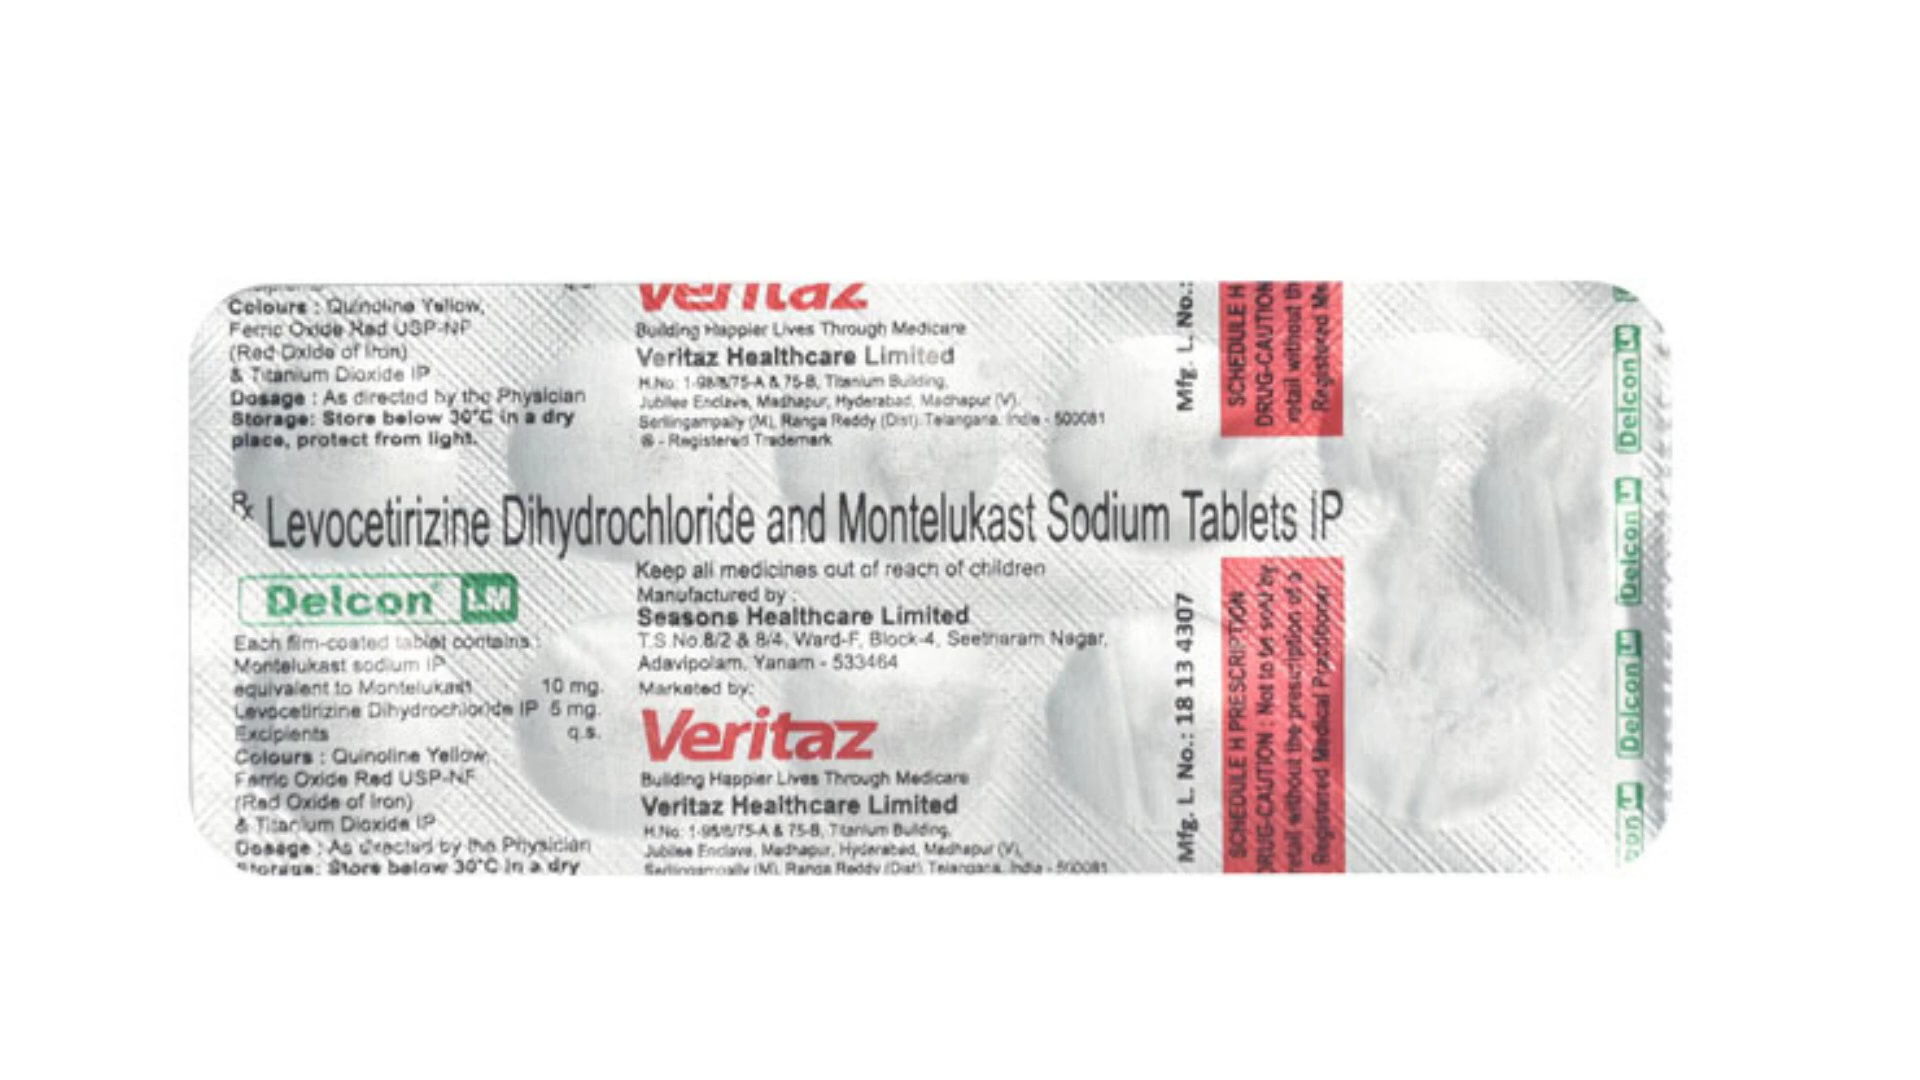 Colours : Quinoline Yellow,
Ferric Oxide Red USP-NF
(Red Oxide of Iron)
& Titanium Dioxide IP
Dosage : As directed by the Physician
Storage: Store below 30°C in a dry
place, protect from light.
Veritaz
Building Happier Lives Through Medicare
Veritaz Healthcare Limited
H.No: 1-98/8/75-A & 75-B, Titanium Building,
Jubilee Enclave, Madhapur, Hyderabad, Madhapur (V),
Serilingampally (M), Ranga Reddy (Dist). Telangana, India - 500081
® - Registered Trademark
Mfg. L. No.:
SCHEDULE H
DRUG-CAUTION
retail without th
Registered Me
Rx Levocetirizine Dihydrochloride and Montelukast Sodium Tablets IP
Delcon® LM
Each film-coated tablet contains :
Montelukast sodium IP
equivalent to Montelukast 10 mg.
Levocetirizine Dihydrochloride IP 5 mg.
Excipients q.s.
Colours : Quinoline Yellow,
Ferric Oxide Red USP-NF
(Red Oxide of Iron)
& Titanium Dioxide IP
Dosage : As directed by the Physician
Storage: Store below 30°C in a dry
Keep all medicines out of reach of children
Manufactured by :
Seasons Healthcare Limited
T.S.No.8/2 & 8/4, Ward-F, Block-4, Seetharam Nagar,
Adavipolam, Yanam - 533464
Marketed by:
Veritaz
Building Happier Lives Through Medicare
Veritaz Healthcare Limited
H.No: 1-98/8/75-A & 75-B, Titanium Building,
Jubilee Enclave, Madhapur, Hyderabad, Madhapur (V),
Serilingampally (M), Ranga Reddy (Dist). Telangana, India - 500081
Mfg. L. No.: 18 13 4307
SCHEDULE H PRESCRIPTION
DRUG-CAUTION : Not to be sold by
retail without the prescription of a
Registered Medical Practitioner
Delcon LM
Delcon LM
Delcon LM
con LM